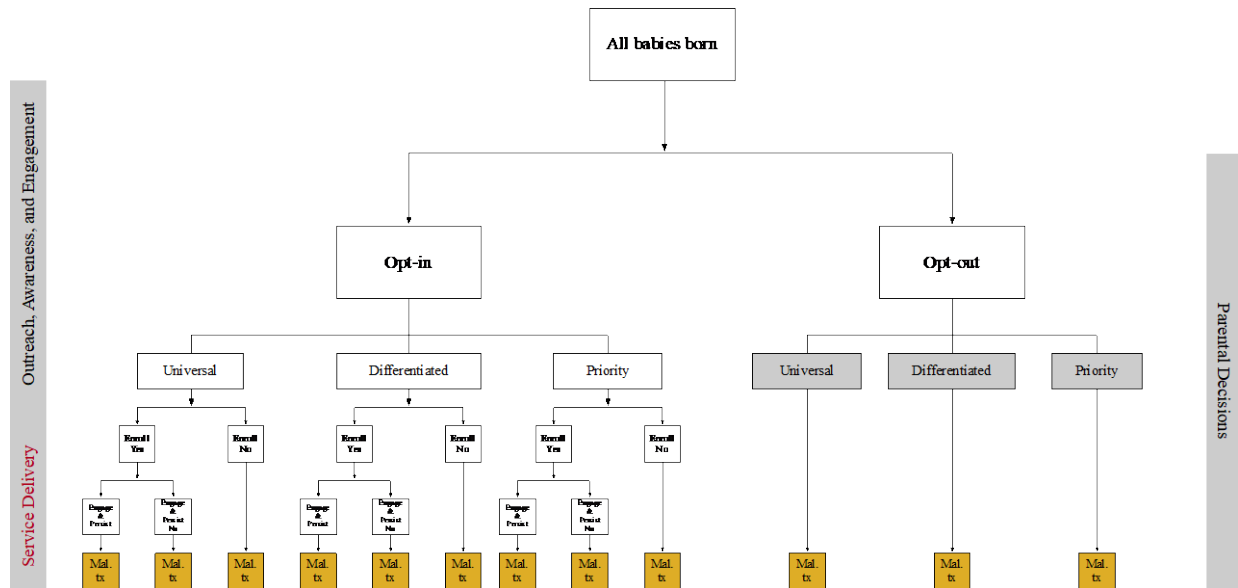 All babies born
Outreach, Awareness, and Engagement
Service Delivery
Parental Decisions
Opt-in
Opt-out
Universal
Differentiated
Priority
Universal
Differentiated
Priority
Enroll
Yes
Enroll
No
Enroll
Yes
Enroll
No
Enroll
Yes
Enroll
No
Engage
&
Persist
Engage
&
Persist
No
Engage
&
Persist
Engage
&
Persist
No
Engage
&
Persist
Engage
&
Persist
No
Mal.
tx
Mal.
tx
Mal.
tx
Mal.
tx
Mal.
tx
Mal.
tx
Mal.
tx
Mal.
tx
Mal.
tx
Mal.
tx
Mal.
tx
Mal.
tx